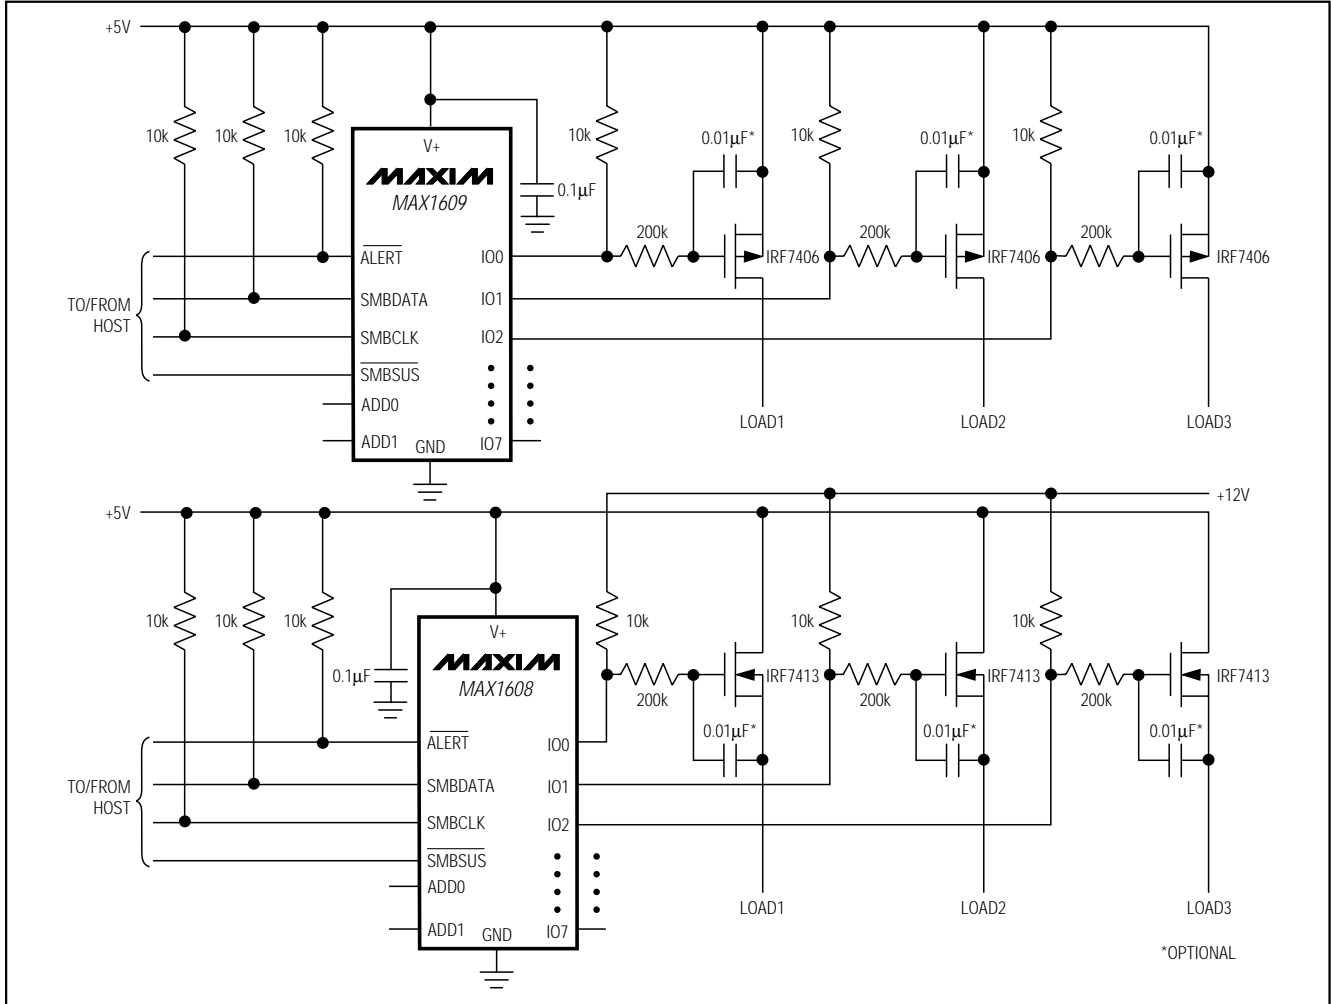 +5V
10k
10k
10k
V+
MAXIM
MAX1609
0.1µF
10k
0.01µF*
10k
0.01µF*
10k
0.01µF*
200k
IRF7406
200k
IRF7406
200k
IRF7406
TO/FROM
HOST
ALERT
SMBDATA
SMBCLK
SMBSUS
ADD0
ADD1
GND
IO0
IO1
IO2
IO7
LOAD1
LOAD2
LOAD3
+12V
+5V
10k
10k
10k
0.1µF
V+
MAXIM
MAX1608
10k
10k
10k
200k
IRF7413
200k
IRF7413
200k
IRF7413
0.01µF*
0.01µF*
0.01µF*
TO/FROM
HOST
ALERT
SMBDATA
SMBCLK
SMBSUS
ADD0
ADD1
GND
IO0
IO1
IO2
IO7
LOAD1
LOAD2
LOAD3
*OPTIONAL